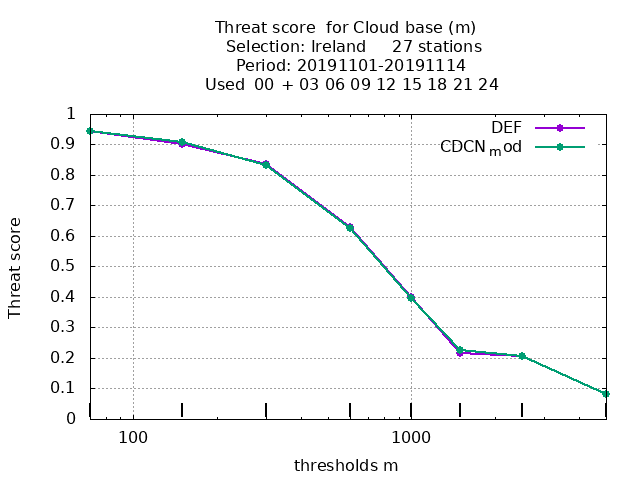 Threat score  for Cloud base (m)
Selection: Ireland     27 stations
Period: 20191101-20191114
Used  00  + 03 06 09 12 15 18 21 24
DEF
CDCNmod
1
0.9
0.8
0.7
0.6
0.5
0.4
0.3
0.2
0.1
0
Threat score
100
1000
thresholds m